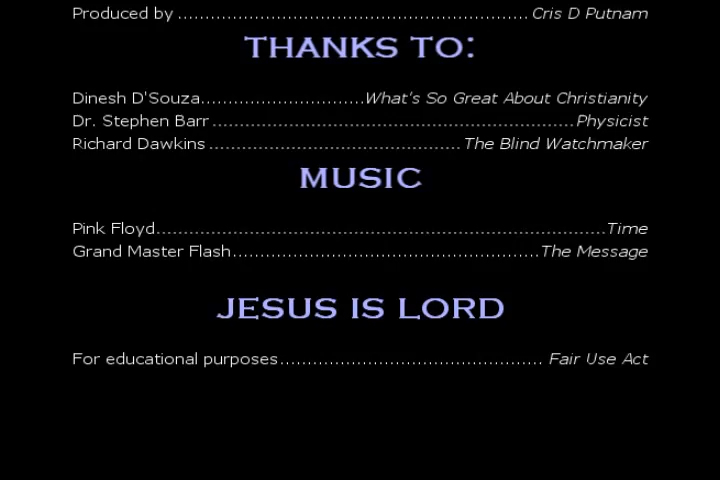 Produced by ................................................................ Cris D Putnam
THANKS TO:
Dinesh D'Souza..............................What's So Great About Christianity
Dr. Stephen Barr ..................................................................Physicist
Richard Dawkins .............................................. The Blind Watchmaker
MUSIC
Pink Floyd..................................................................................Time
Grand Master Flash........................................................The Message
JESUS IS LORD
For educational purposes................................................ Fair Use Act